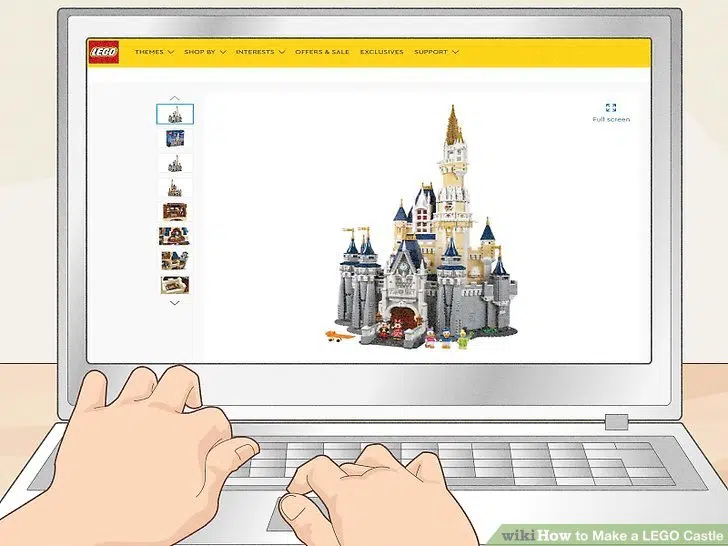 LEGO THEMES SHOP BY INTERESTS OFFERS & SALE EXCLUSIVES SUPPORT
Full screen
wikiHow to Make a LEGO Castle